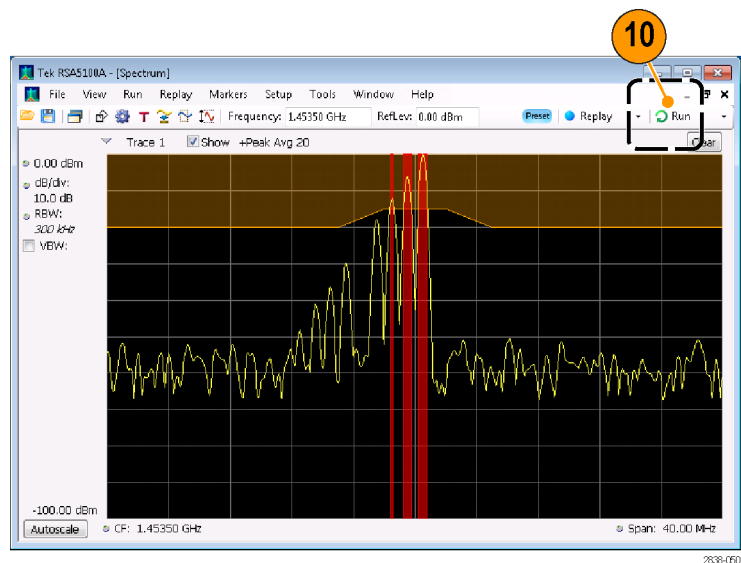 10
Tek RSA5100A - [Spectrum]
File View Run Replay Markers Setup Tools Window Help
T Frequency: 1.45350 GHz RefLev: 0.00 dBm Preset Replay Run
Trace 1 Show +Peak Avg 20 Clear
0.00 dBm
dB/div:
10.0 dB
RBW:
300 kHz
VBW:
-100.00 dBm
Autoscale CF: 1.45350 GHz Span: 40.00 MHz
2838-050